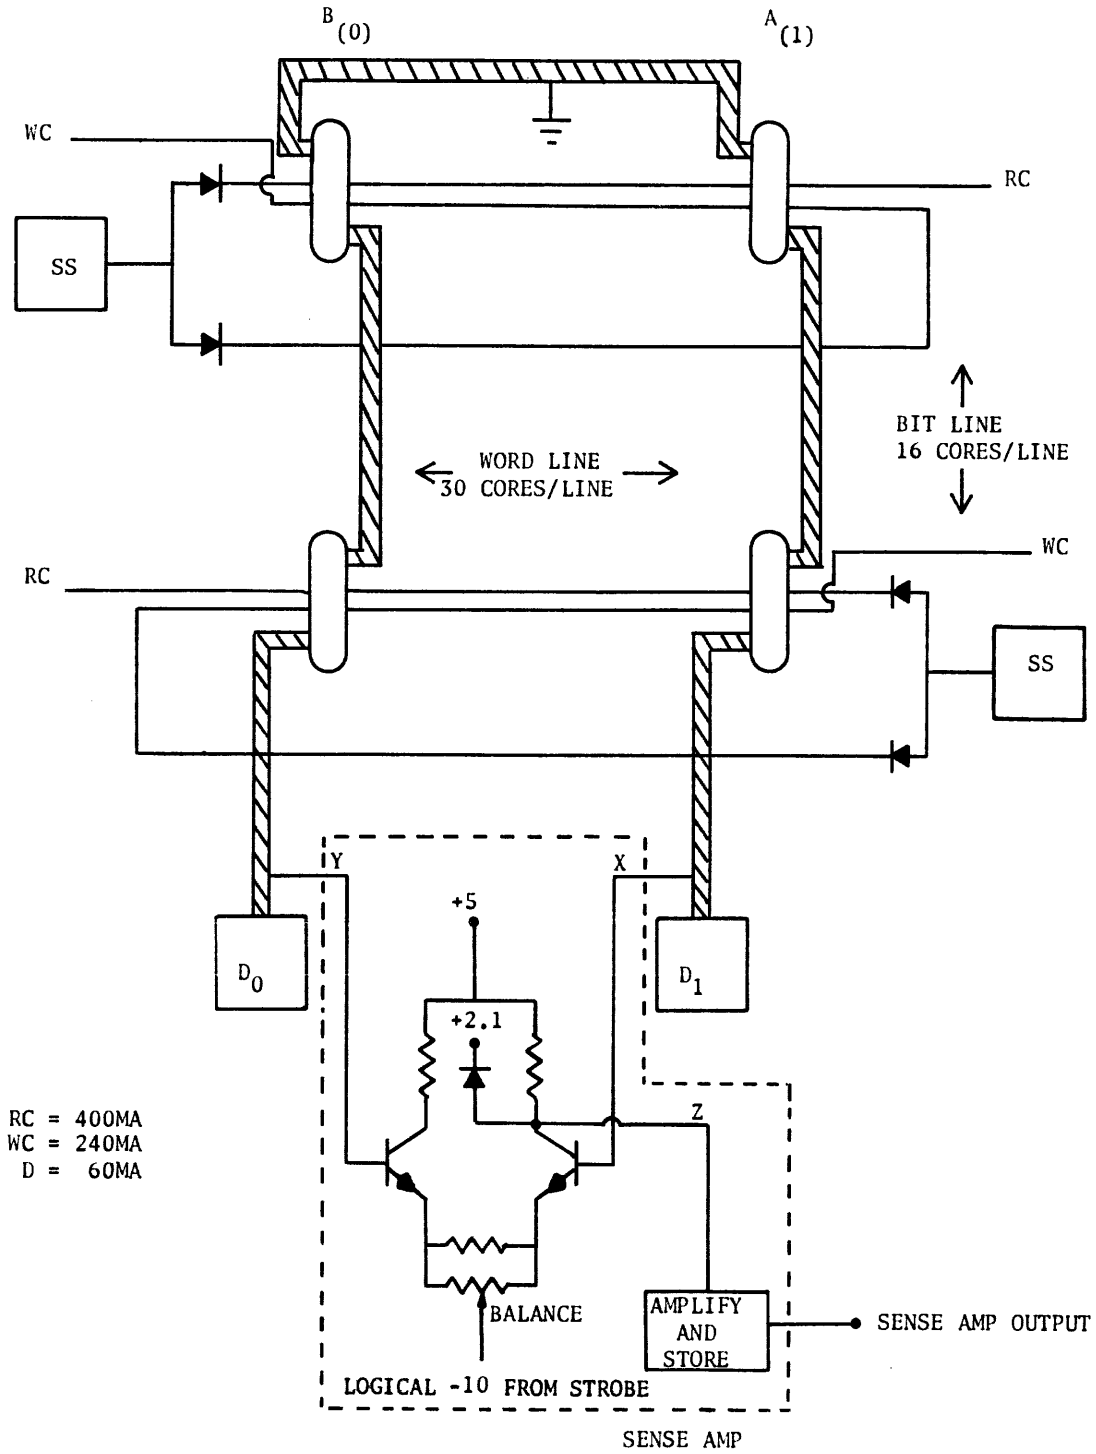 B(0)
A(1)
WC
RC
SS
BIT LINE
16 CORES/LINE
WORD LINE
30 CORES/LINE
WC
RC
SS
Y
X
+5
D0
D1
+2.1
Z
RC = 400MA
WC = 240MA
D = 60MA
BALANCE
AMPLIFY
AND
STORE
SENSE AMP OUTPUT
LOGICAL -10 FROM STROBE
SENSE AMP